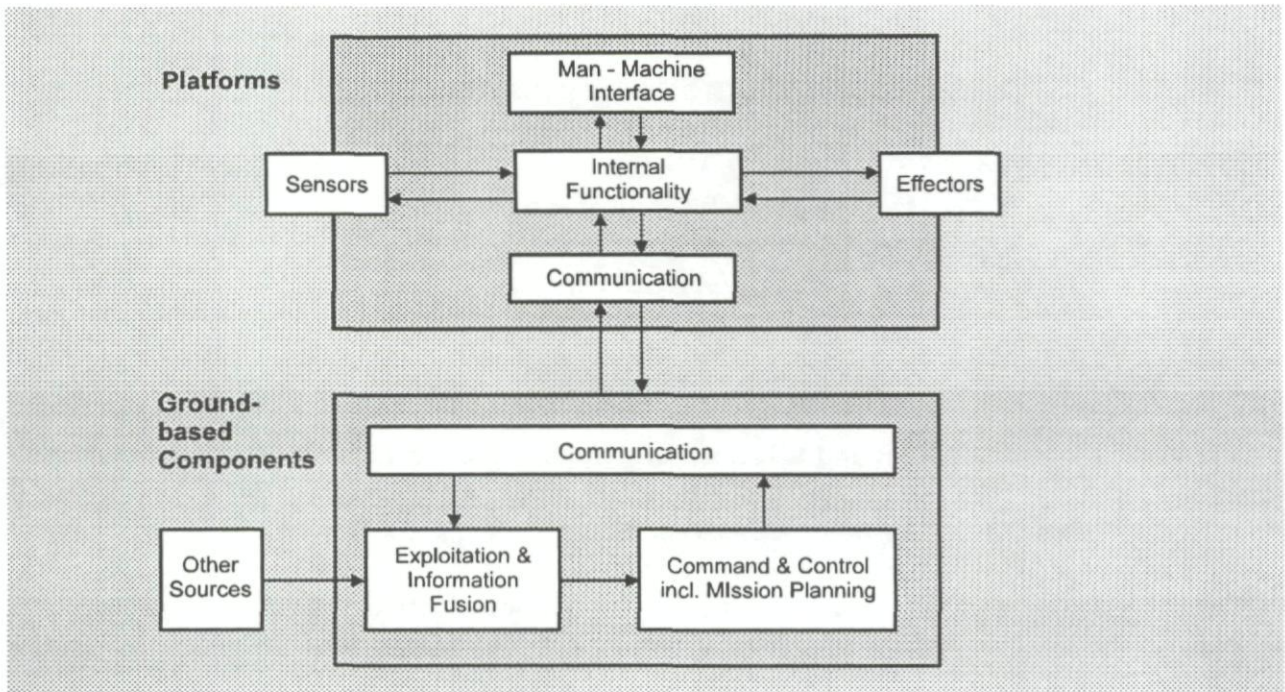 Platforms
Man - Machine
Interface
Sensors
Internal
Functionality
Effectors
Communication
Ground-
based
Components
Communication
Other
Sources
Exploitation &
Information
Fusion
Command & Control
incl. MIssion Planning